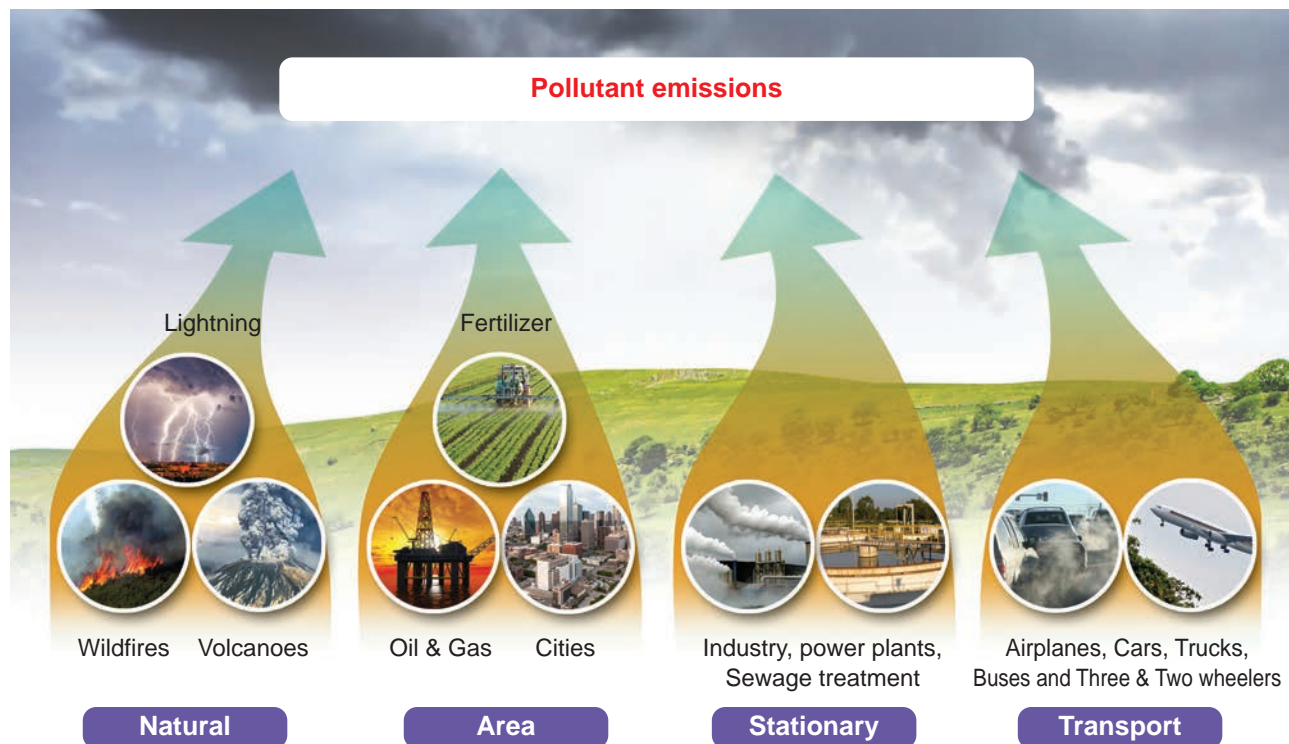 Pollutant emissions
Lightning
Fertilizer
Wildfires
Volcanoes
Oil & Gas
Cities
Industry, power plants,
Sewage treatment
Airplanes, Cars, Trucks,
Buses and Three & Two wheelers
Natural
Area
Stationary
Transport